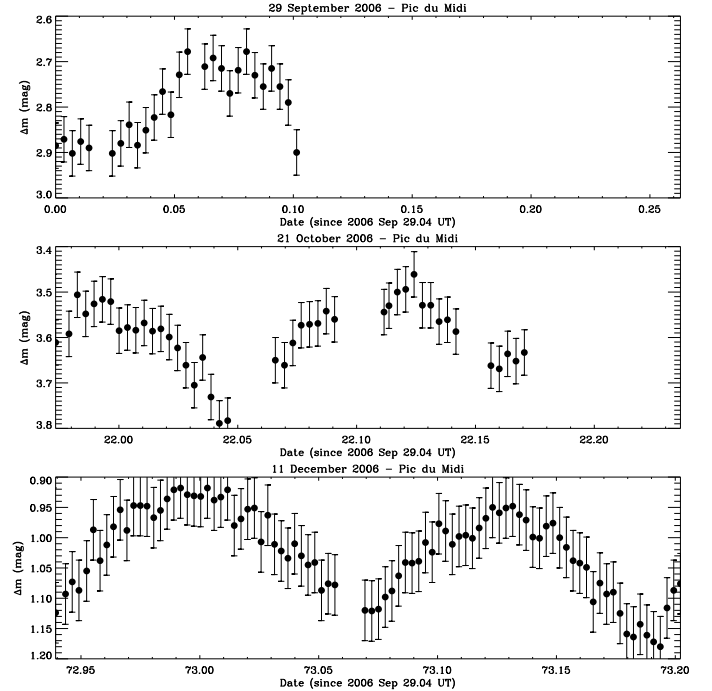 29 September 2006 – Pic du Midi
2.6
2.7
2.8
2.9
3.0
Δm (mag)
0.00 0.05 0.10 0.15 0.20 0.25
Date (since 2006 Sep 29.04 UT)
21 October 2006 – Pic du Midi
3.4
3.5
3.6
3.7
3.8
Δm (mag)
22.00 22.05 22.10 22.15 22.20
Date (since 2006 Sep 29.04 UT)
11 December 2006 – Pic du Midi
0.90
0.95
1.00
1.05
1.10
1.15
1.20
Δm (mag)
72.95 73.00 73.05 73.10 73.15 73.20
Date (since 2006 Sep 29.04 UT)